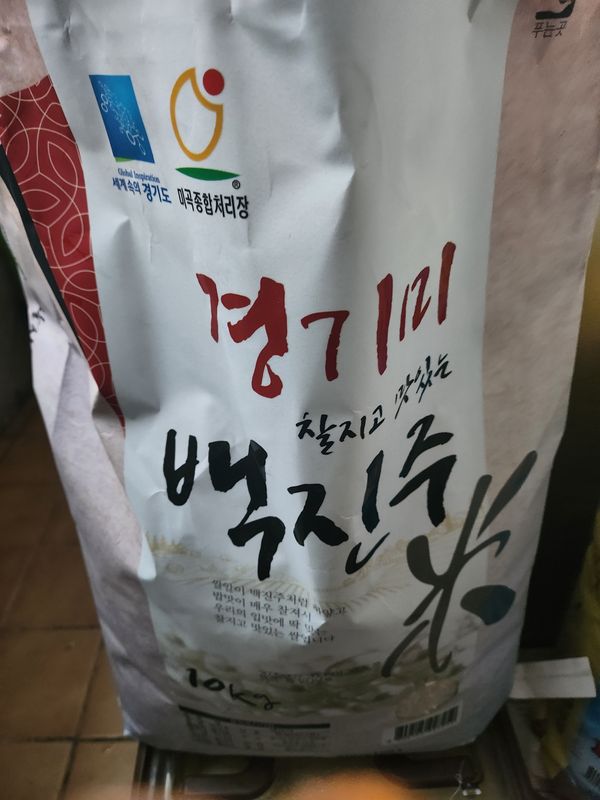 푸는곳
Global Inspiration
세계속의 경기도
미곡종합처리장
®
경기미
찰지고 맛있는
백진주
米
쌀알이 백진주처럼 하얗고
밥맛이 매우 찰져서
우리의 입맛에 딱
찰지고 맛있는 쌀입니다
10kg